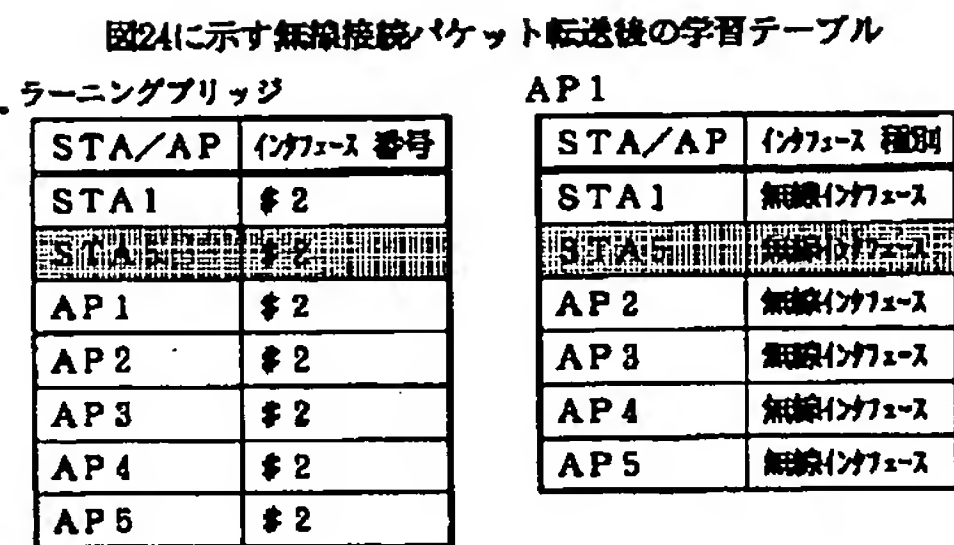 図24に示す無線接続パケット転送後の学習テーブル
ラーニングブリッジ
STA/AP インタフェース 番号
STA1 #2
STA5 #2
AP1 #2
AP2 #2
AP3 #2
AP4 #2
AP5 #2
AP1
STA/AP インタフェース 種別
STA1 無線インタフェース
STA5 無線インタフェース
AP2 無線インタフェース
AP3 無線インタフェース
AP4 無線インタフェース
AP5 無線インタフェース